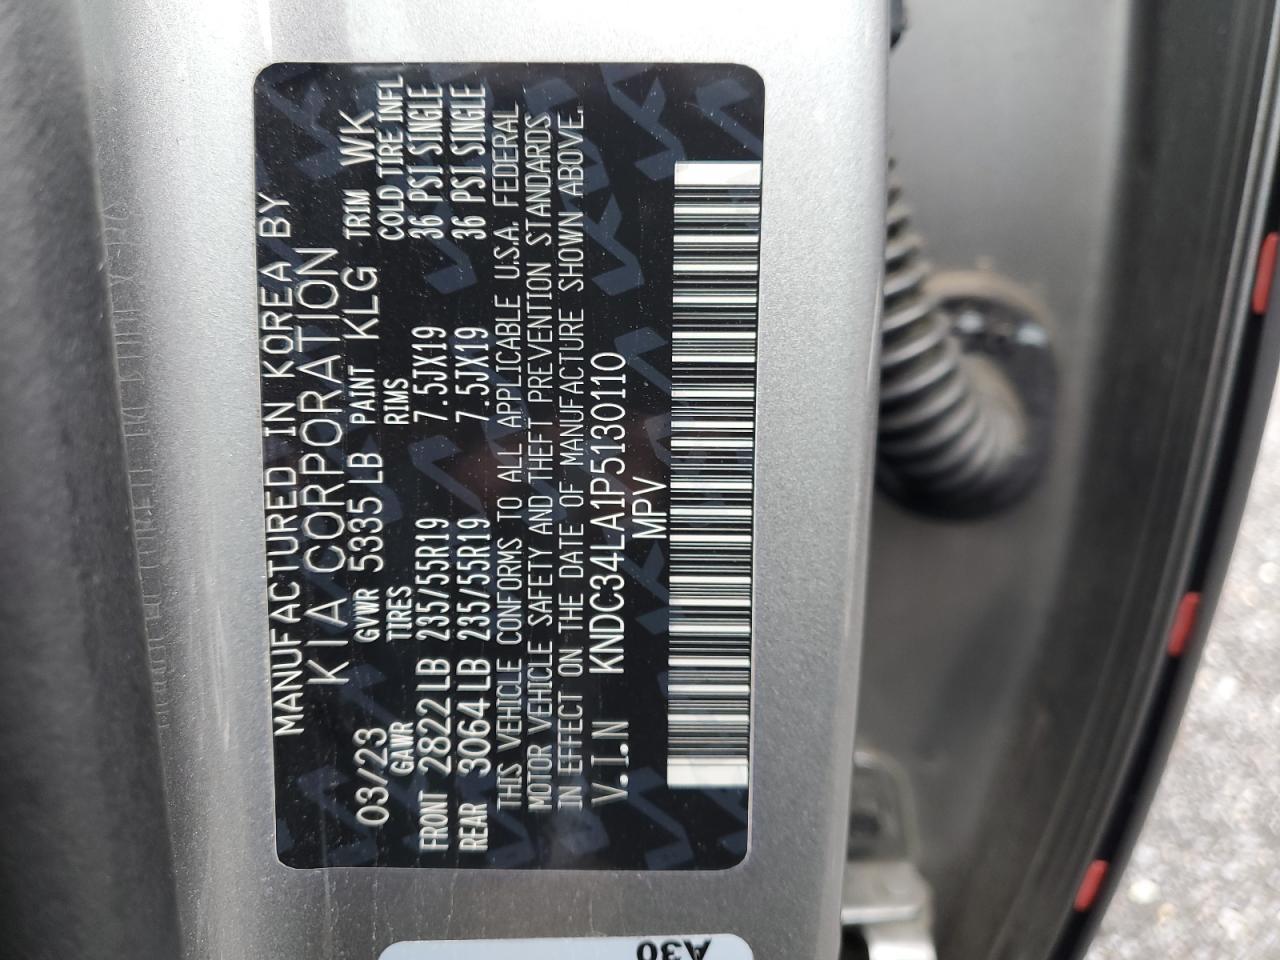 MANUFACTURED IN KOREA BY
KIA CORPORATION
03/23 GVWR 5335 LB PAINT KLG TRIM WK
GAWR TIRES RIMS COLD TIRE INFL
FRONT 2822 LB 235/55R19 7.5JX19 36 PSI SINGLE
REAR 3064 LB 235/55R19 7.5JX19 36 PSI SINGLE
THIS VEHICLE CONFORMS TO ALL APPLICABLE U.S.A. FEDERAL
MOTOR VEHICLE SAFETY AND THEFT PREVENTION STANDARDS
IN EFFECT ON THE DATE OF MANUFACTURE SHOWN ABOVE.
V.I.N KNDC34LA1P5130110
MPV
A30